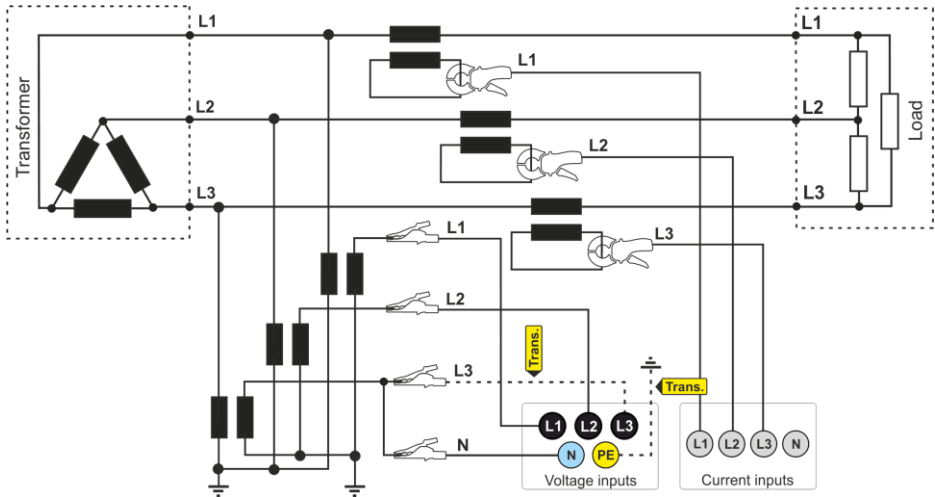 Transformer
L1
L2
L3
L1
L2
L3
L1
L2
L3
Load
L1
L2
L3
N
Trans.
Trans.
L1
L2
L3
N
PE
Voltage inputs
L1
L2
L3
N
Current inputs